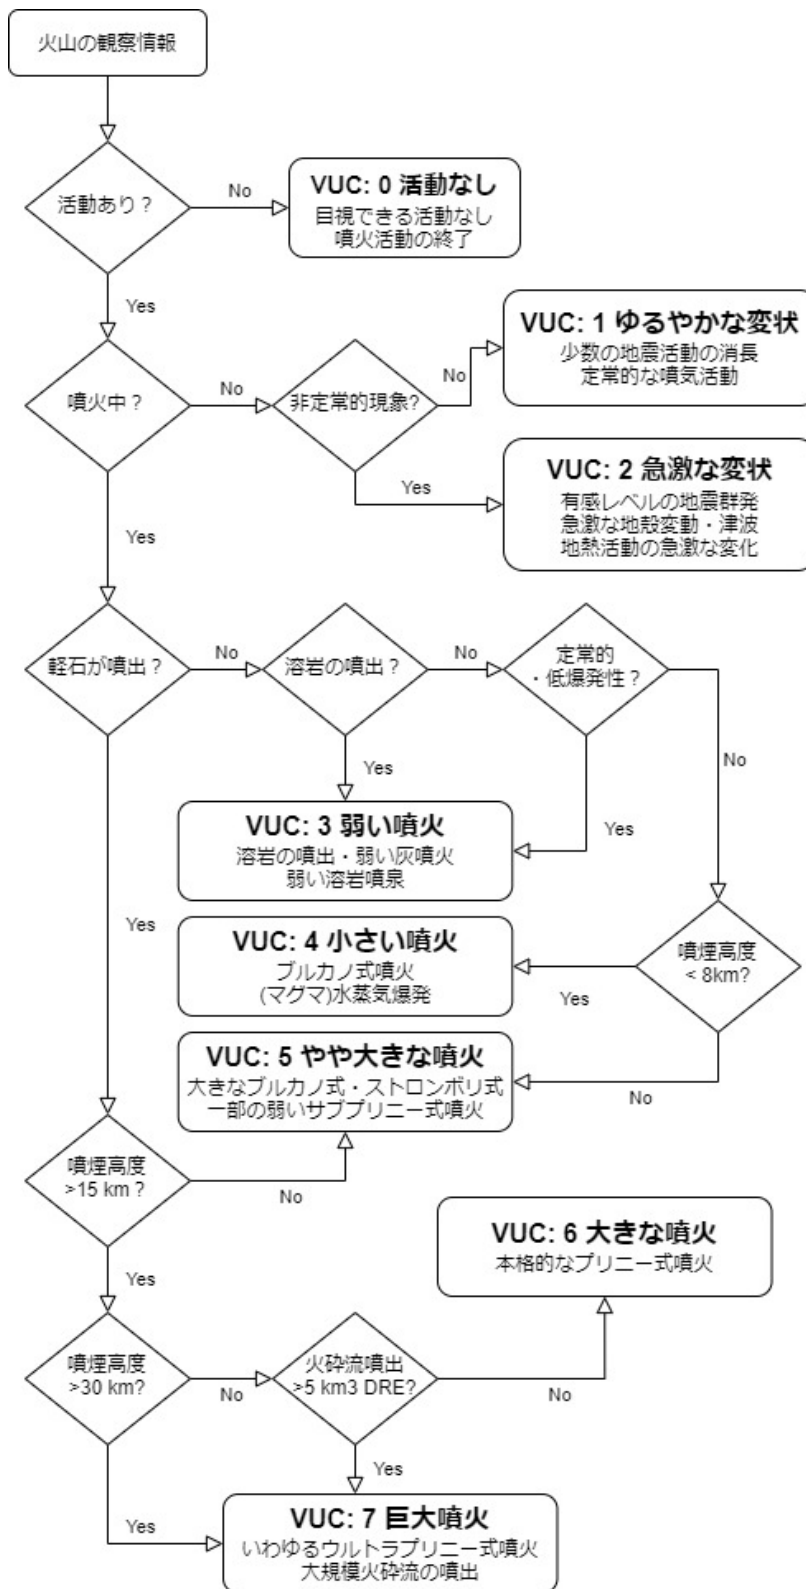 火山の観察情報
活動あり？
No
VUC: 0 活動なし
目視できる活動なし
噴火活動の終了
Yes
噴火中？
No
非定常的現象?
No
VUC: 1 ゆるやかな変状
少数の地震活動の消長
定常的な噴気活動
Yes
VUC: 2 急激な変状
有感レベルの地震群発
急激な地殻変動・津波
地熱活動の急激な変化
Yes
軽石が噴出？
No
溶岩の噴出？
No
定常的
・低爆発性？
No
Yes
Yes
VUC: 3 弱い噴火
溶岩の噴出・弱い灰噴火
弱い溶岩噴泉
Yes
噴煙高度
< 8km?
Yes
VUC: 4 小さい噴火
ブルカノ式噴火
(マグマ)水蒸気爆発
No
VUC: 5 やや大きな噴火
大きなブルカノ式・ストロンボリ式
一部の弱いサブプリニー式噴火
噴煙高度
>15 km？
No
Yes
VUC: 6 大きな噴火
本格的なプリニー式噴火
噴煙高度
>30 km?
No
火砕流噴出
>5 km3 DRE?
No
Yes
Yes
VUC: 7 巨大噴火
いわゆるウルトラプリニー式噴火
大規模火砕流の噴出